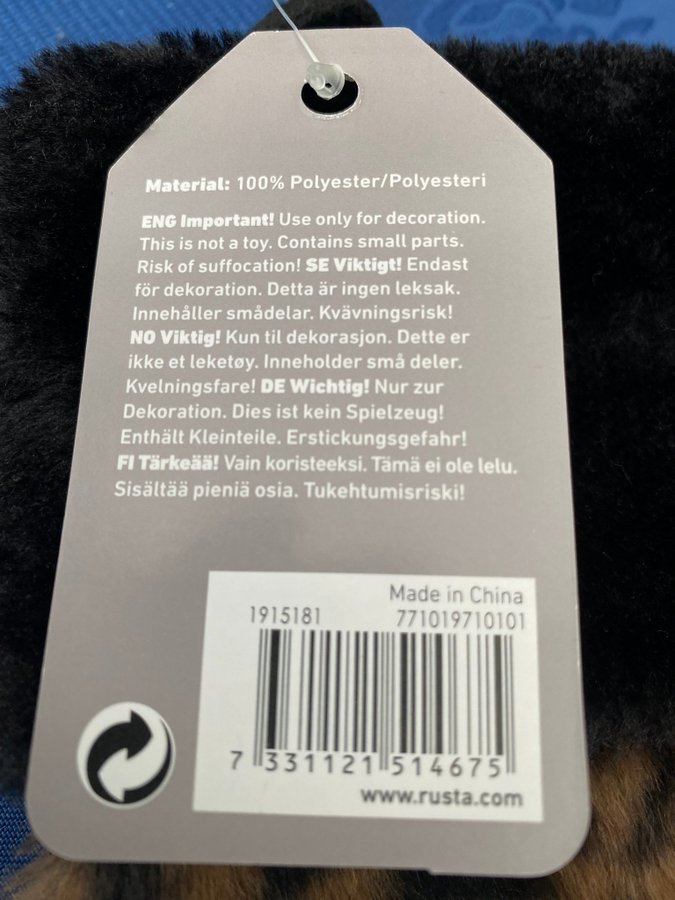 Material: 100% Polyester/Polyesteri
ENG Important! Use only for decoration.
This is not a toy. Contains small parts.
Risk of suffocation! SE Viktigt! Endast
för dekoration. Detta är ingen leksak.
Innehåller smådelar. Kvävningsrisk!
NO Viktig! Kun til dekorasjon. Dette er
ikke et leketøy. Inneholder små deler.
Kvelningsfare! DE Wichtig! Nur zur
Dekoration. Dies ist kein Spielzeug!
Enthält Kleinteile. Erstickungsgefahr!
FI Tärkeää! Vain koristeeksi. Tämä ei ole lelu.
Sisältää pieniä osia. Tukehtumisriski!
Made in China
1915181 771019710101
7 331121 514675
www.rusta.com